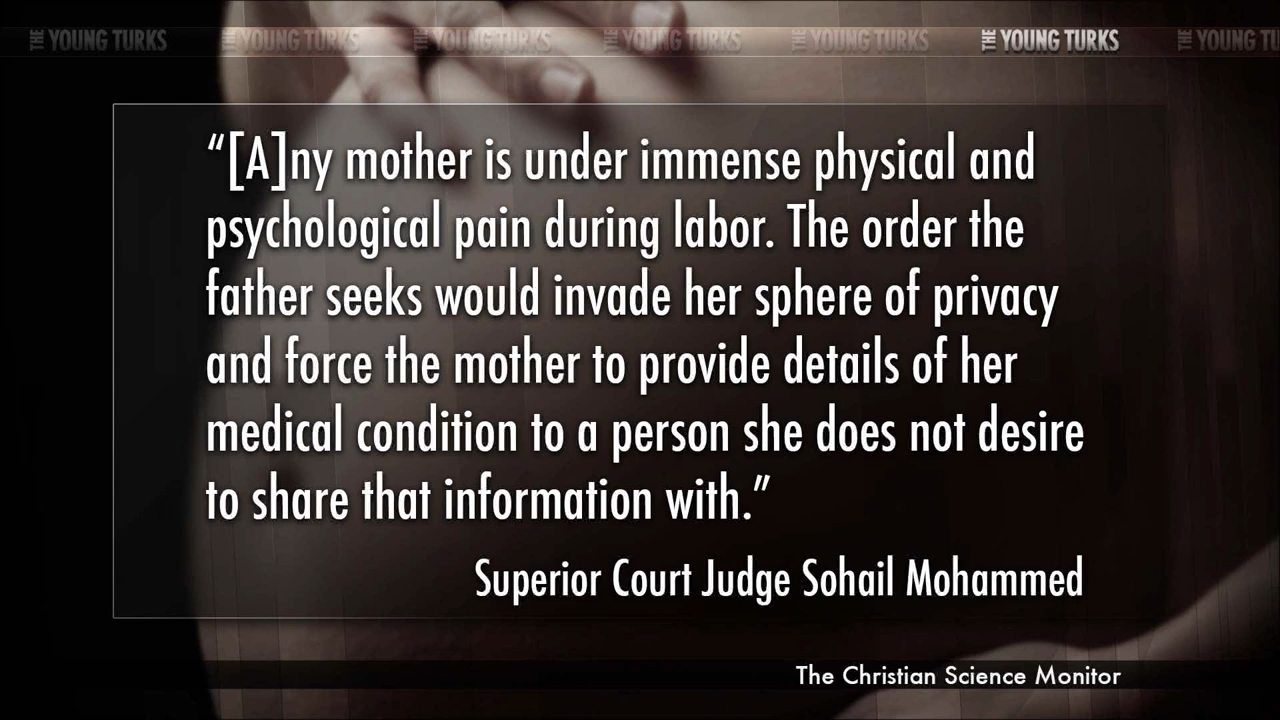 THE YOUNG TURKS THE YOUNG TURKS THE YOUNG TURKS THE YOUNG TURKS THE YOUNG TURKS THE YOUNG TURKS THE YOUNG TU
“[A]ny mother is under immense physical and
psychological pain during labor. The order the
father seeks would invade her sphere of privacy
and force the mother to provide details of her
medical condition to a person she does not desire
to share that information with.”
Superior Court Judge Sohail Mohammed
The Christian Science Monitor